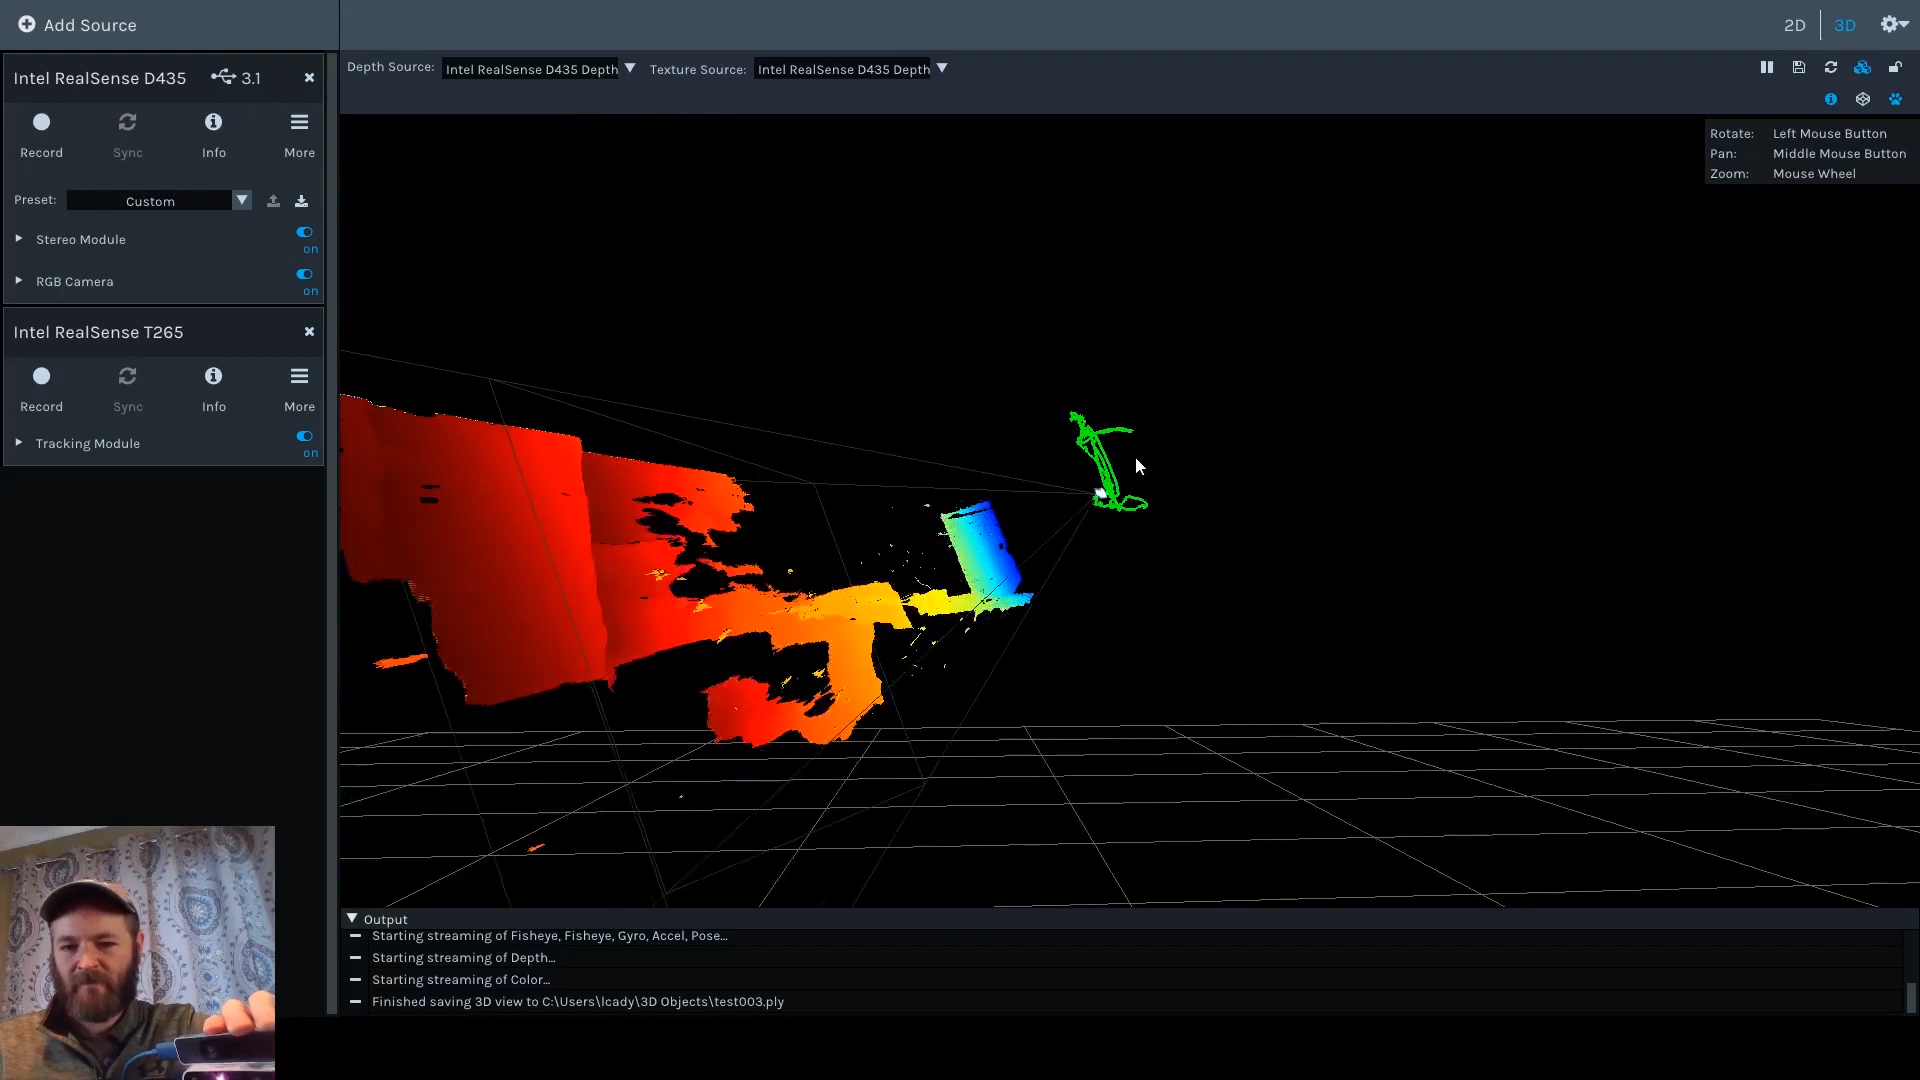 Add Source
2D
3D
Intel RealSense D435
3.1
Record
Sync
Info
More
Preset:
Custom
Stereo Module
on
RGB Camera
on
Intel RealSense T265
Record
Sync
Info
More
Tracking Module
on
Depth Source:
Intel RealSense D435 Depth
Texture Source:
Intel RealSense D435 Depth
Rotate: Left Mouse Button
Pan: Middle Mouse Button
Zoom: Mouse Wheel
Output
Starting streaming of Fisheye, Fisheye, Gyro, Accel, Pose...
Starting streaming of Depth...
Starting streaming of Color...
Finished saving 3D view to C:\Users\lcady\3D Objects\test003.ply